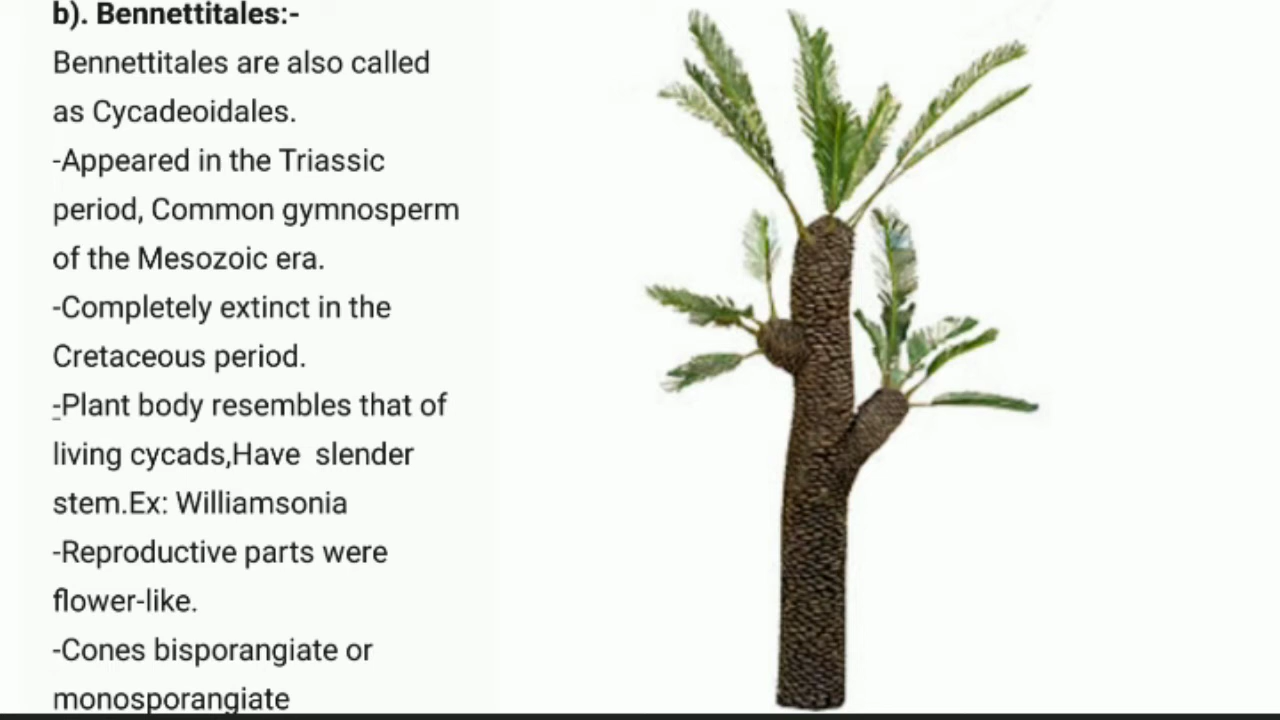 b). Bennettitales:-
Bennettitales are also called
as Cycadeoidales.
-Appeared in the Triassic
period, Common gymnosperm
of the Mesozoic era.
-Completely extinct in the
Cretaceous period.
-Plant body resembles that of
living cycads,Have  slender
stem.Ex: Williamsonia
-Reproductive parts were
flower-like.
-Cones bisporangiate or
monosporangiate